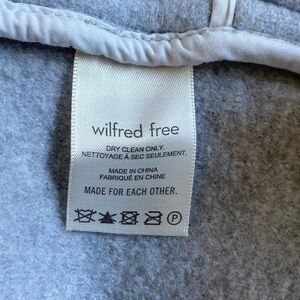 wilfred free
DRY CLEAN ONLY.
NETTOYAGE À SEC SEULEMENT.
MADE IN CHINA
FABRIQUÉ EN CHINE
MADE FOR EACH OTHER.
P